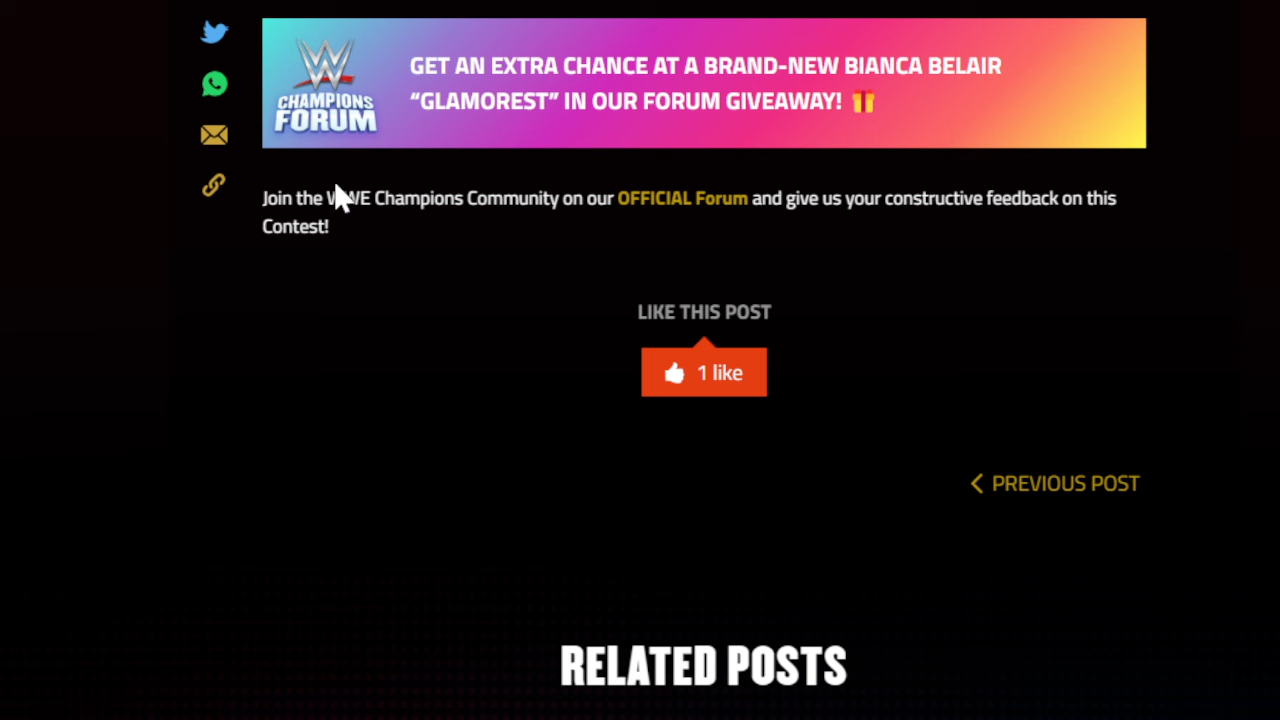 GET AN EXTRA CHANCE AT A BRAND-NEW BIANCA BELAIR
“GLAMOREST” IN OUR FORUM GIVEAWAY!
W
CHAMPIONS
FORUM
Join the WWE Champions Community on our OFFICIAL Forum and give us your constructive feedback on this
Contest!
LIKE THIS POST
1 like
PREVIOUS POST
RELATED POSTS